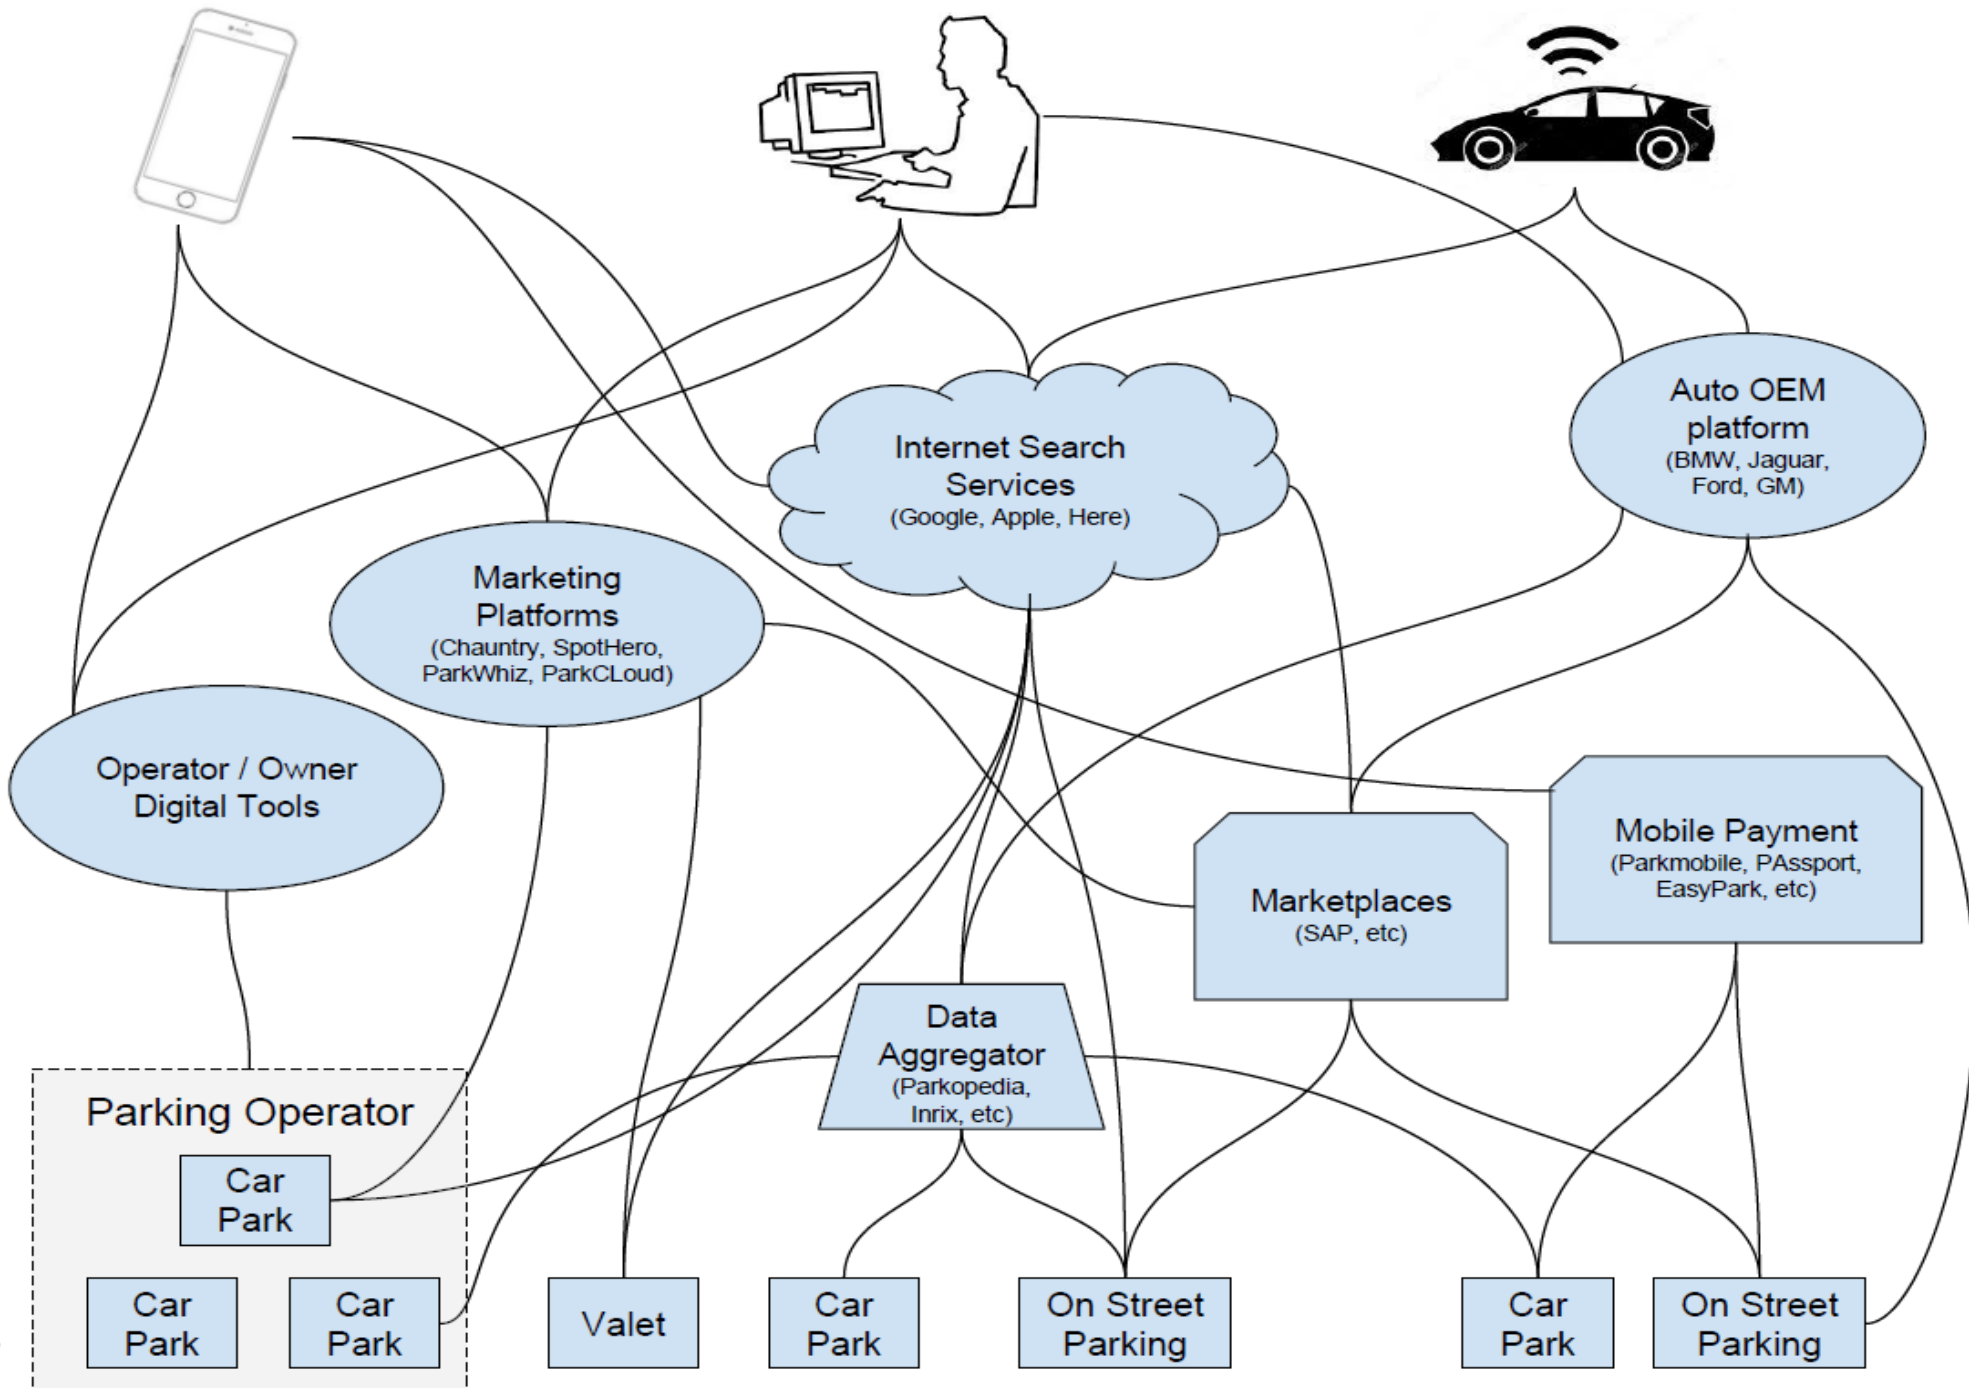 Auto OEM
platform
(BMW, Jaguar,
Ford, GM)
Internet Search
Services
(Google, Apple, Here)
Marketing
Platforms
(Chauntry, SpotHero,
ParkWhiz, ParkCLoud)
Operator / Owner
Digital Tools
Mobile Payment
(Parkmobile, PAssport,
EasyPark, etc)
Marketplaces
(SAP, etc)
Data
Aggregator
(Parkopedia,
Inrix, etc)
Parking Operator
Car
Park
Car
Park
Car
Park
Valet
Car
Park
On Street
Parking
Car
Park
On Street
Parking